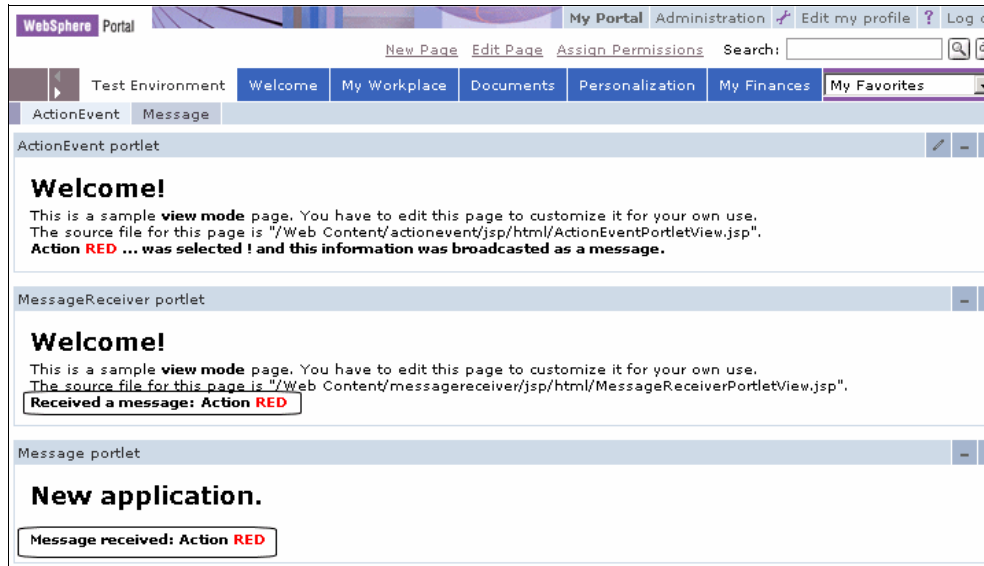 WebSphere Portal
My Portal Administration Edit my profile ? Log
New Page Edit Page Assign Permissions Search:
Test Environment Welcome My Workplace Documents Personalization My Finances My Favorites
ActionEvent Message
ActionEvent portlet
Welcome!
This is a sample view mode page. You have to edit this page to customize it for your own use.
The source file for this page is "/Web Content/actionevent/jsp/html/ActionEventPortletView.jsp".
Action RED ... was selected ! and this information was broadcasted as a message.
MessageReceiver portlet
Welcome!
This is a sample view mode page. You have to edit this page to customize it for your own use.
The source file for this page is "/Web Content/messagereceiver/jsp/html/MessageReceiverPortletView.jsp".
Received a message: Action RED
Message portlet
New application.
Message received: Action RED